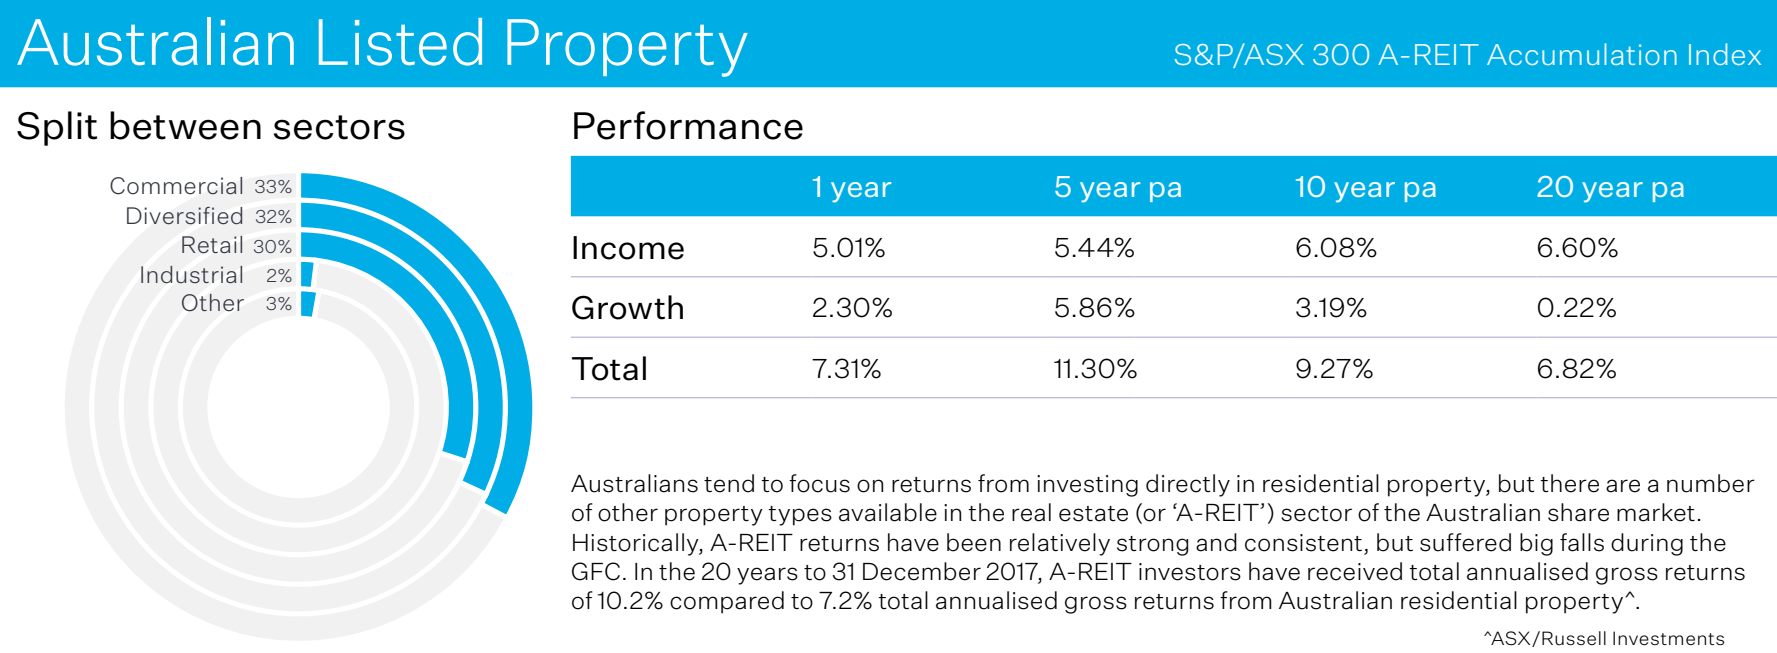 Australian Listed Property
S&P/ASX 300 A-REIT Accumulation Index
Split between sectors
Commercial 33%
Diversified 32%
Retail 30%
Industrial 2%
Other 3%
Performance
1 year 5 year pa 10 year pa 20 year pa
Income 5.01% 5.44% 6.08% 6.60%
Growth 2.30% 5.86% 3.19% 0.22%
Total 7.31% 11.30% 9.27% 6.82%
Australians tend to focus on returns from investing directly in residential property, but there are a number
of other property types available in the real estate (or ‘A-REIT’) sector of the Australian share market.
Historically, A-REIT returns have been relatively strong and consistent, but suffered big falls during the
GFC. In the 20 years to 31 December 2017, A-REIT investors have received total annualised gross returns
of 10.2% compared to 7.2% total annualised gross returns from Australian residential property^.
^ASX/Russell Investments